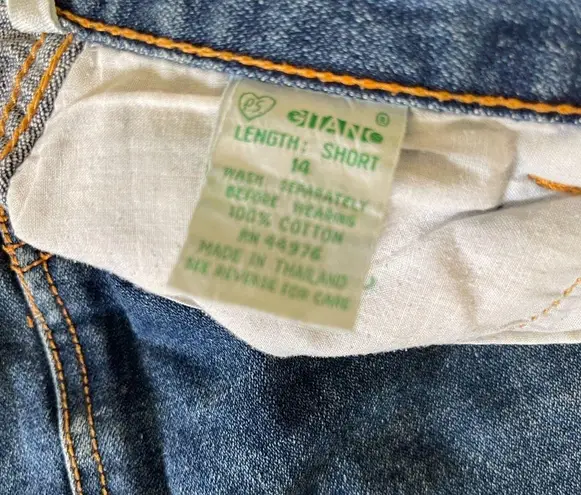 PS GITANO®
LENGTH: SHORT
14
WASH SEPARATELY
BEFORE WEARING
100% COTTON
RN 44976
MADE IN THAILAND
SEE REVERSE FOR CARE